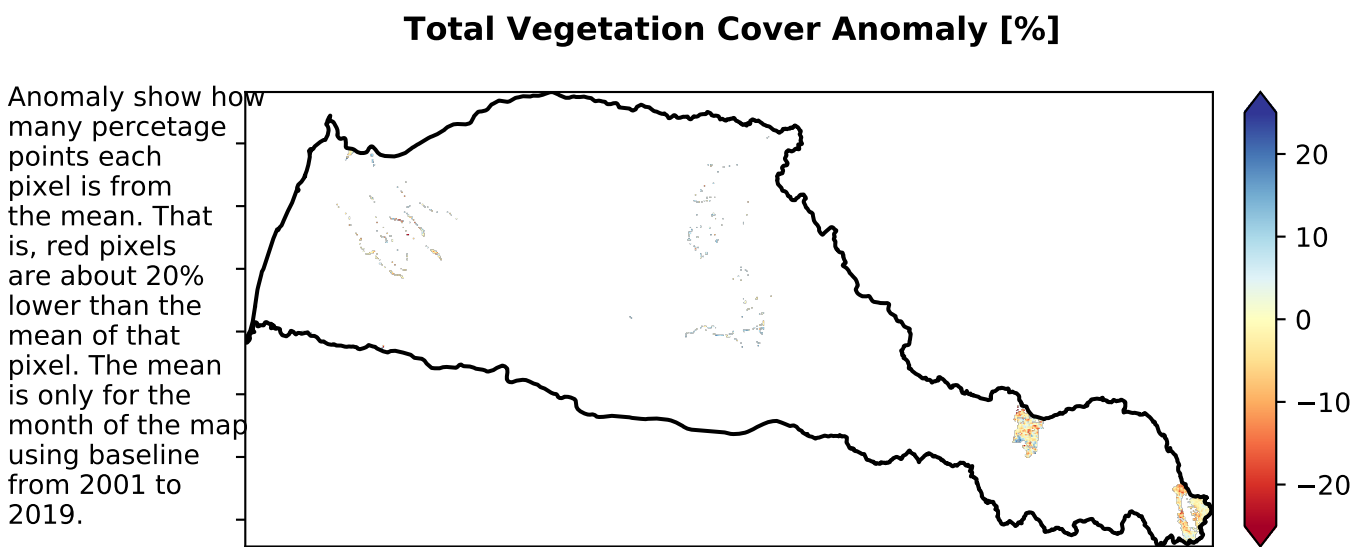 Total Vegetation Cover Anomaly [%]
Anomaly show how
many percetage
points each
pixel is from
the mean. That
is, red pixels
are about 20%
lower than the
mean of that
pixel. The mean
is only for the
month of the map
using baseline
from 2001 to
2019.
20
10
0
−10
−20